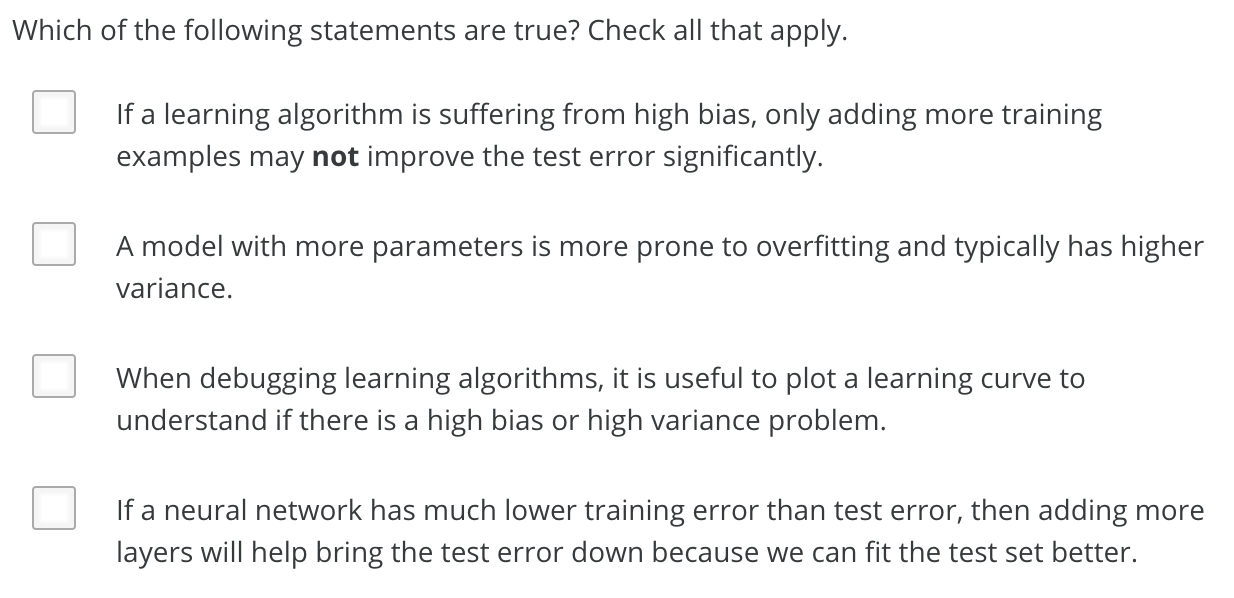 Which of the following statements are true? Check all that apply.
If a learning algorithm is suffering from high bias, only adding more training
examples may not improve the test error significantly.
A model with more parameters is more prone to overfitting and typically has higher
variance.
When debugging learning algorithms, it is useful to plot a learning curve to
understand if there is a high bias or high variance problem.
If a neural network has much lower training error than test error, then adding more
layers will help bring the test error down because we can fit the test set better.